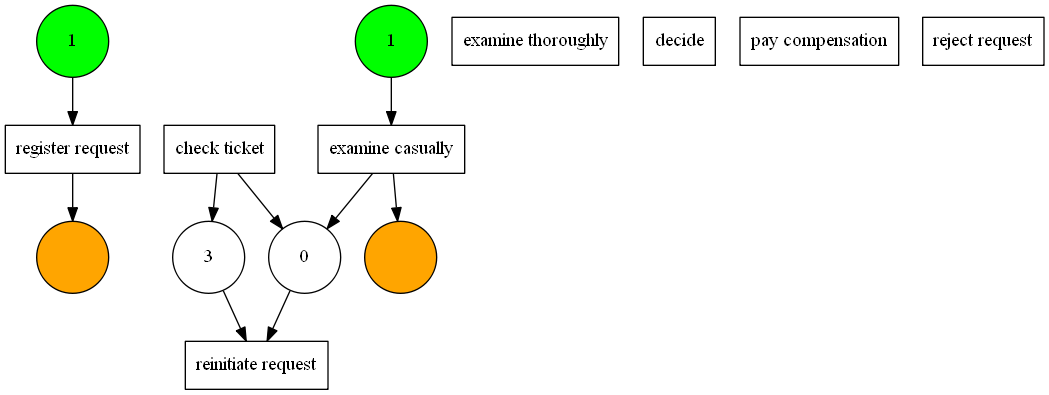 1
1
examine thoroughly
decide
pay compensation
reject request
register request
check ticket
examine casually
3
0
reinitiate request